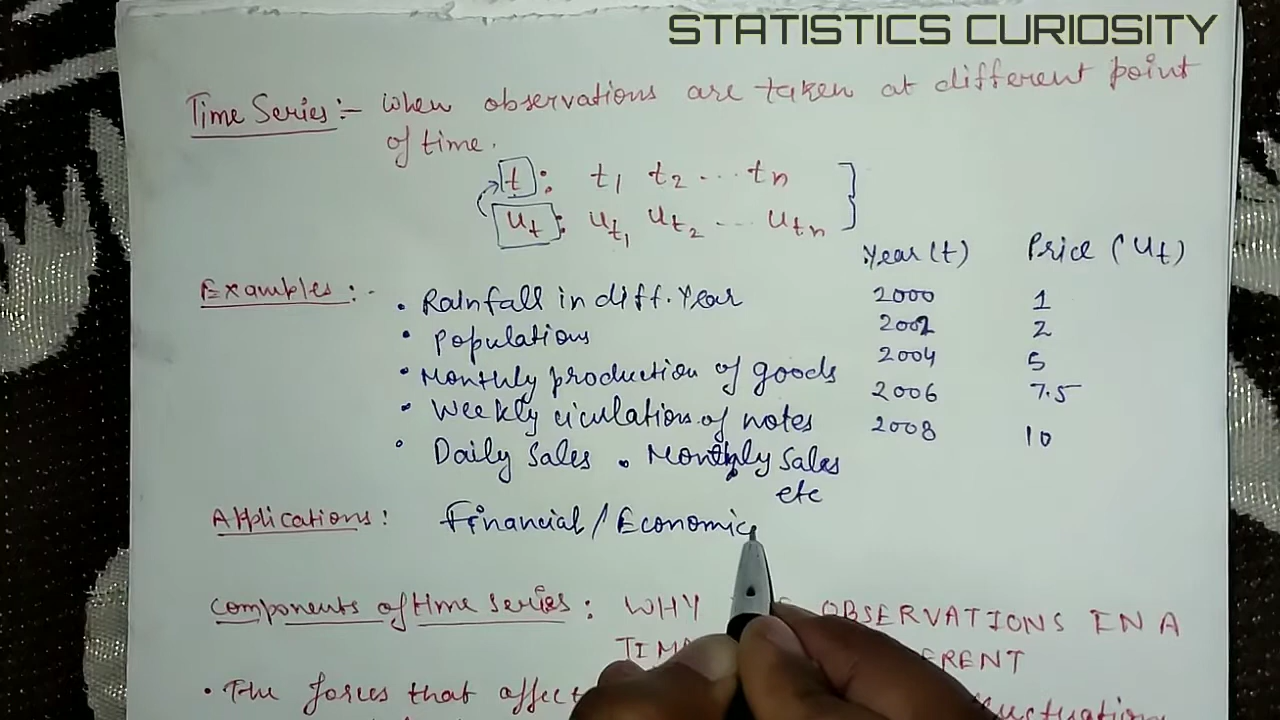 STATISTICS CURIOSITY
Time Series :- When observations are taken at different point
of time.
t : t1 t2 ... tn
Ut : Ut1 Ut2 ... Utn
Year (t) Price (Ut)
2000 1
2002 2
2004 5
2006 7.5
2008 10
Examples :-
• Rainfall in diff. Year
• Populations
• Monthly production of goods
• Weekly ciculation of notes
• Daily Sales • Monthly Sales
etc
Applications : Financial / Economic
Components of time series : WHY OBSERVATIONS IN A
• The forces that affect